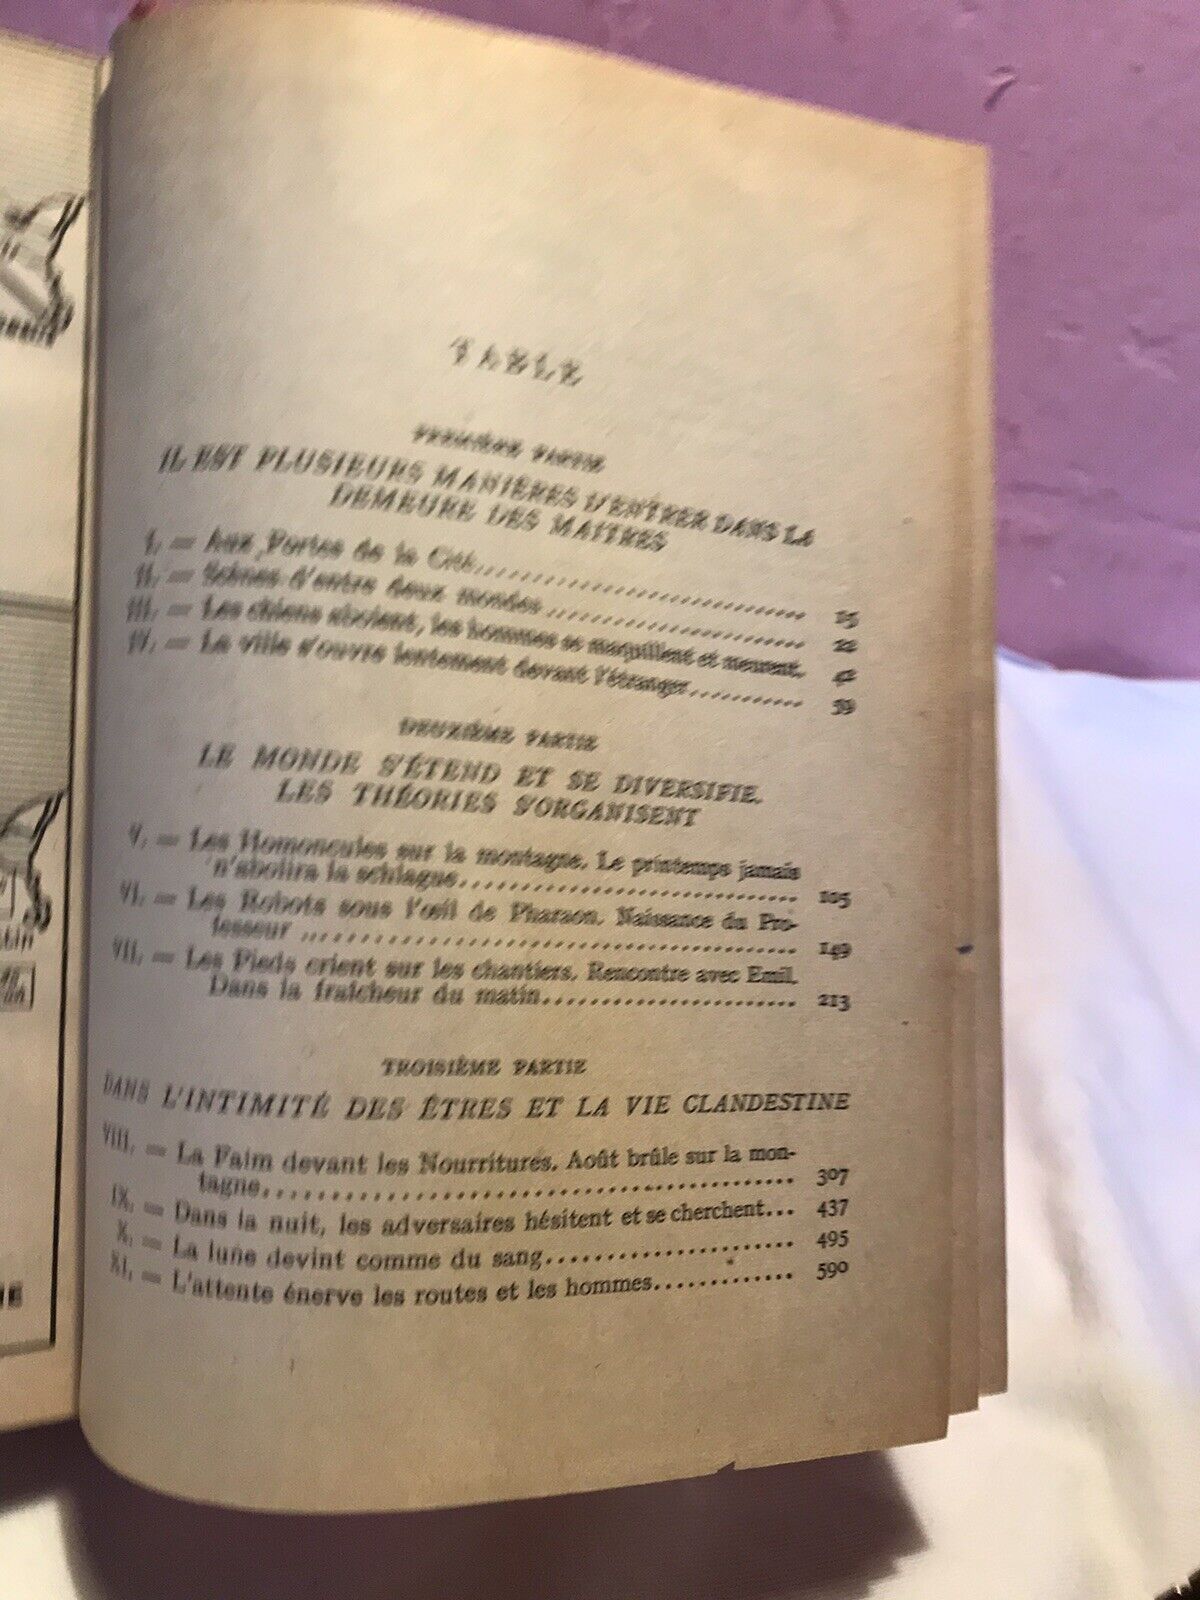 TABLE
PREMIÈRE PARTIE
IL EST PLUSIEURS MANIÈRES D'ENTRER DANS LA
DEMEURE DES MAITRES
I. — Aux Portes de la Cité.................... 15
II. — Scènes d'entre deux mondes.................... 22
III. — Les chiens aboient, les hommes se maquillent et meurent. 42
IV. — La ville s'ouvre lentement devant l'étranger............ 59
DEUXIÈME PARTIE
LE MONDE S'ÉTEND ET SE DIVERSIFIE.
LES THÉORIES S'ORGANISENT
V. — Les Homoncules sur la montagne. Le printemps jamais
n'abolira la schlague.............................. 105
VI. — Les Robots sous l'œil de Pharaon. Naissance du Pro-
fesseur ........................................ 149
VII. — Les Pieds crient sur les chantiers. Rencontre avec Emil.
Dans la fraîcheur du matin........................ 213
TROISIÈME PARTIE
DANS L'INTIMITÉ DES ÊTRES ET LA VIE CLANDESTINE
VIII. — La Faim devant les Nourritures. Août brûle sur la mon-
tagne........................................ 307
IX. — Dans la nuit, les adversaires hésitent et se cherchent... 437
X. — La lune devint comme du sang...................... 495
XI. — L'attente énerve les routes et les hommes............. 590